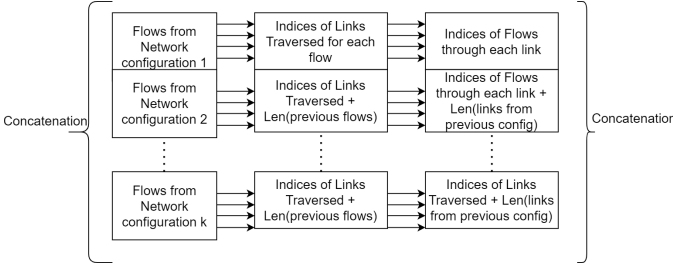 Flows from
Network
configuration 1
Indices of Links
Traversed for each
flow
Indices of Flows
through each link
Flows from
Network
configuration 2
Indices of Links
Traversed +
Len(previous flows)
Indices of Flows
through each link +
Len(links from
previous config)
Concatenation
Concatenation
Flows from
Network
configuration k
Indices of Links
Traversed +
Len(previous flows)
Indices of Links
Traversed + Len(links
from previous config)